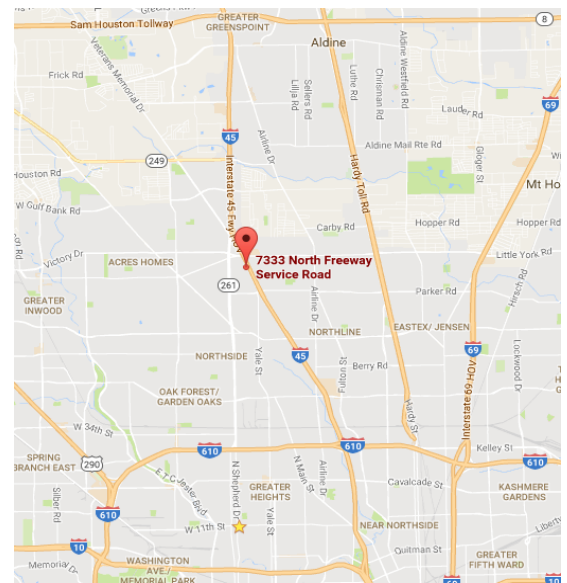 GREATER
GREENSPOINT
Sam Houston Tollway
8
Aldine
Veterans Memorial Dr
Frick Rd
Lillja Rd
Sellers Rd
Luthe Rd
Chrisman Rd
Aldine Westfield Rd
Lauder Rd
69
45
Airline Dr
Aldine Mail Rte Rd
Gloger St
249
Houston Rd
Interstate 45 Fwy HOV
Hardy Toll Rd
Mt Ho
W Gulf Bank Rd
Carby Rd
Hopper Rd
Hopper Rd
Victory Dr
ACRES HOMES
7333 North Freeway
Service Road
Little York Rd
261
Parker Rd
Hirsch Rd
GREATER
INWOOD
Airline Dr
NORTHLINE
EASTEX/ JENSEN
69
NORTHSIDE
Yale St
45
Fulton St
Berry Rd
Lockwood Dr
OAK FOREST/
GARDEN OAKS
Hardy St
Interstate 69 HOV
W 34th St
610
610
610
Kelley St
SPRING
BRANCH EAST
290
E T C Jester Blvd
N Shepherd Dr
GREATER
HEIGHTS
N Main St
Airline Dr
Cavalcade St
KASHMERE
GARDENS
Silber Rd
610
Yale St
W 11th St
NEAR NORTHSIDE
Liberty
10
Quitman St
Memorial Dr
WASHINGTON
AVE./
MEMORIAL PARK
GREATER
FIFTH WARD
10
69